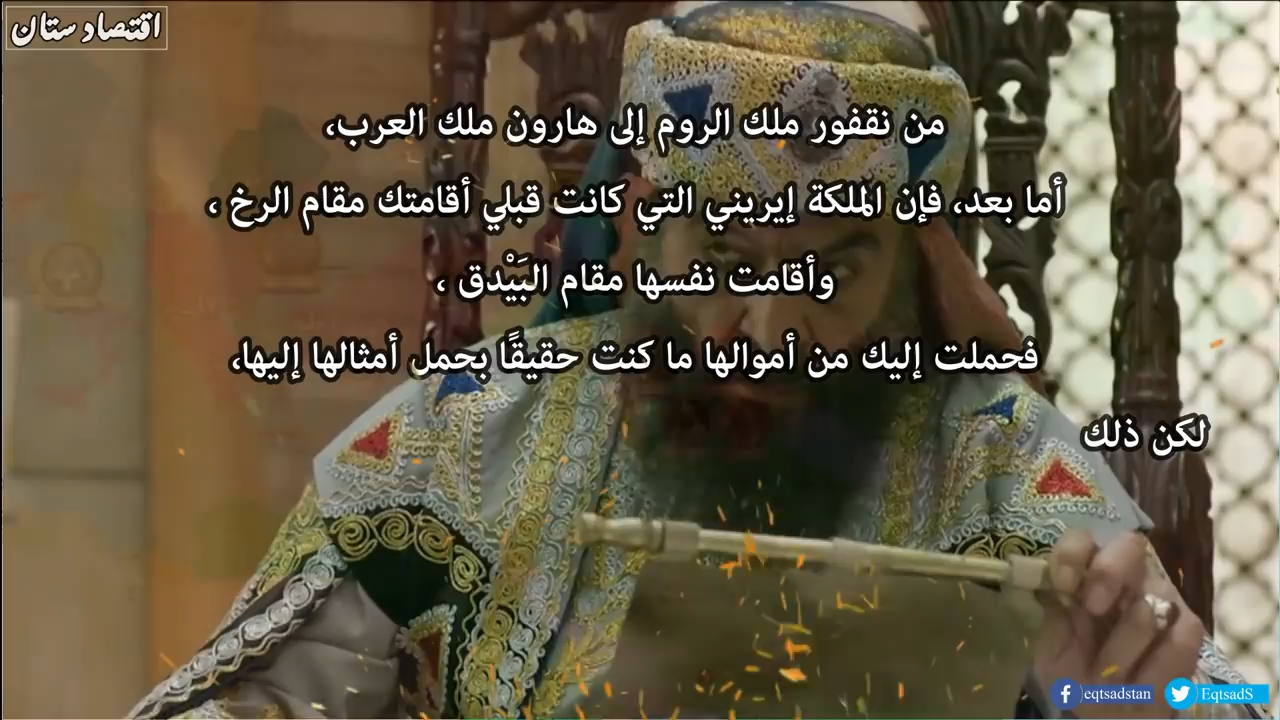 اقتصاد ستان
من نقفور ملك الروم إلى هارون ملك العرب،
أما بعد، فإن الملكة إيريني التي كانت قبلي أقامتك مقام الرخ ،
وأقامت نفسها مقام البَيْدق ،
فحملت إليك من أموالها ما كنت حقيقًا بحمل أمثالها إليها،
لكن ذلك
eqtsadstan
EqtsadS